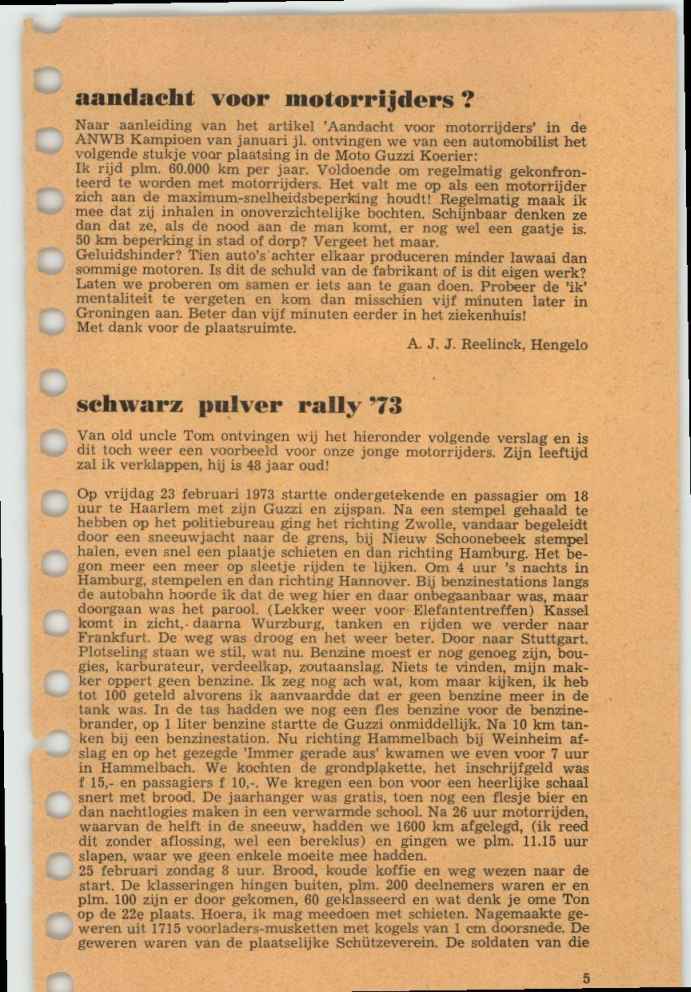 aandacht voor motorrijders ?
Naar aanleiding van het artikel 'Aandacht voor motorrijders' in de
ANWB Kampioen van januari jl. ontvingen we van een automobilist het
volgende stukje voor plaatsing in de Moto Guzzi Koerier:
Ik rijd plm. 60.000 km per jaar. Voldoende om regelmatig gekonfron-
teerd te worden met motorrijders. Het valt me op als een motorrijder
zich aan de maximum-snelheidsbeperking houdt! Regelmatig maak ik
mee dat zij inhalen in onoverzichtelijke bochten. Schijnbaar denken ze
dan dat ze, als de nood aan de man komt, er nog wel een gaatje is.
50 km beperking in stad of dorp? Vergeet het maar.
Geluidshinder? Tien auto's achter elkaar produceren minder lawaai dan
sommige motoren. Is dit de schuld van de fabrikant of is dit eigen werk?
Laten we proberen om samen er iets aan te gaan doen. Probeer de 'ik'
mentaliteit te vergeten en kom dan misschien vijf minuten later in
Groningen aan. Beter dan vijf minuten eerder in het ziekenhuis!
Met dank voor de plaatsruimte.
A. J. J. Reelinck, Hengelo
schwarz pulver rally '73
Van old uncle Tom ontvingen wij het hieronder volgende verslag en is
dit toch weer een voorbeeld voor onze jonge motorrijders. Zijn leeftijd
zal ik verklappen, hij is 48 jaar oud!
Op vrijdag 23 februari 1973 startte ondergetekende en passagier om 18
uur te Haarlem met zijn Guzzi en zijspan. Na een stempel gehaald te
hebben op het politiebureau ging het richting Zwolle, vandaar begeleidt
door een sneeuwjacht naar de grens, bij Nieuw Schoonebeek stempel
halen, even snel een plaatje schieten en dan richting Hamburg. Het be-
gon meer een meer op sleetje rijden te lijken. Om 4 uur 's nachts in
Hamburg, stempelen en dan richting Hannover. Bij benzinestations langs
de autobahn hoorde ik dat de weg hier en daar onbegaanbaar was, maar
doorgaan was het parool. (Lekker weer voor Elefantentreffen) Kassel
komt in zicht, daarna Wurzburg, tanken en rijden we verder naar
Frankfurt. De weg was droog en het weer beter. Door naar Stuttgart.
Plotseling staan we stil, wat nu. Benzine moest er nog genoeg zijn, bou-
gies, karburateur, verdeelkap, zoutaanslag. Niets te vinden, mijn mak-
ker oppert geen benzine. Ik zeg nog ach wat, kom maar kijken, ik heb
tot 100 geteld alvorens ik aanvaardde dat er geen benzine meer in de
tank was. In de tas hadden we nog een fles benzine voor de benzine-
brander, op 1 liter benzine startte de Guzzi onmiddellijk. Na 10 km tan-
ken bij een benzinestation. Nu richting Hammelbach bij Weinheim af-
slag en op het gezegde 'Immer gerade aus' kwamen we even voor 7 uur
in Hammelbach. We kochten de grondplakette, het inschrijfgeld was
f 15,- en passagiers f 10,-. We kregen een bon voor een heerlijke schaal
snert met brood. De jaarhanger was gratis, toen nog een flesje bier en
dan nachtlogies maken in een verwarmde school. Na 26 uur motorrijden,
waarvan de helft in de sneeuw, hadden we 1600 km afgelegd, (ik reed
dit zonder aflossing, wel een bereklus) en gingen we plm. 11.15 uur
slapen, waar we geen enkele moeite mee hadden.
25 februari zondag 8 uur. Brood, koude koffie en weg wezen naar de
start. De klasseringen hingen buiten, plm. 200 deelnemers waren er en
plm. 100 zijn er door gekomen, 60 geklasseerd en wat denk je ome Ton
op de 22e plaats. Hoera, ik mag meedoen met schieten. Nagemaakte ge-
weren uit 1715 voorladers-musketten met kogels van 1 cm doorsnede. De
geweren waren van de plaatselijke Schützeverein. De soldaten van die
5